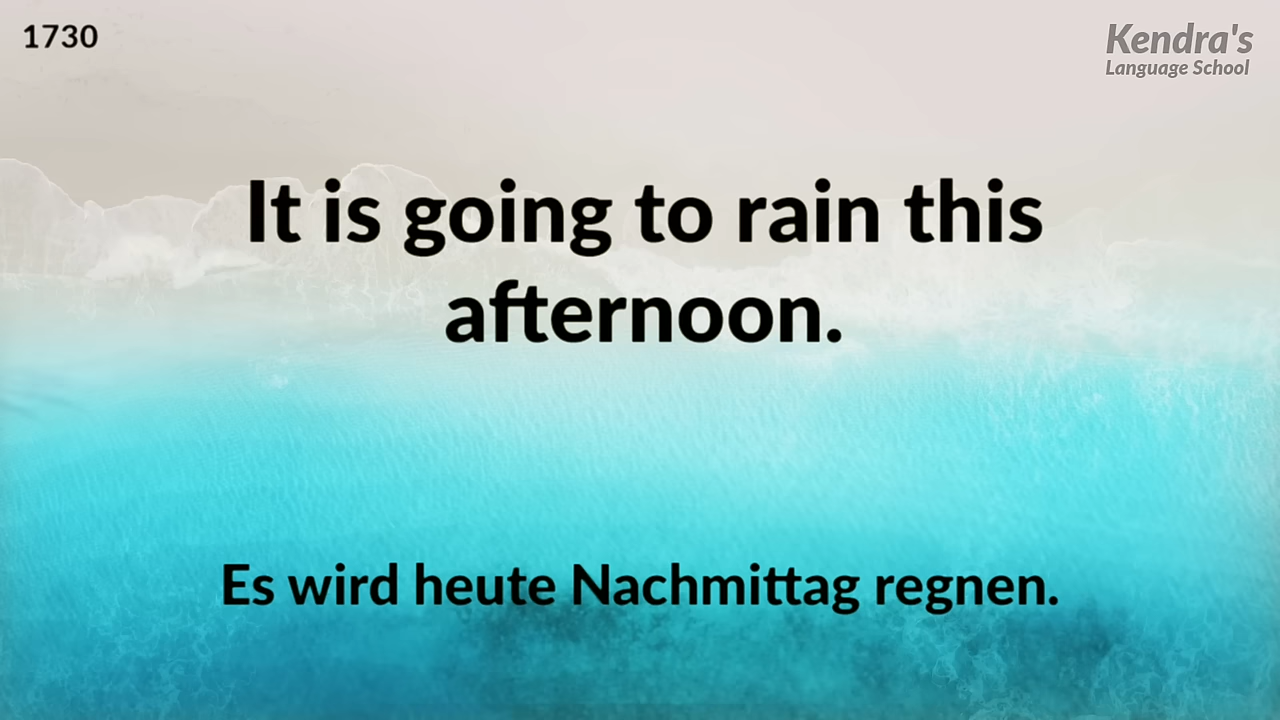 1730
Kendra's
Language School
It is going to rain this
afternoon.
Es wird heute Nachmittag regnen.